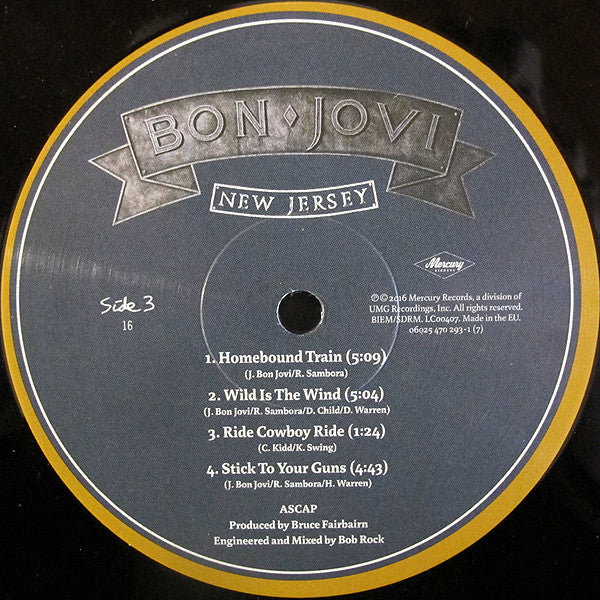 BON♦JOVI
NEW JERSEY
Mercury
RECORDS
Side 3
16
℗© 2016 Mercury Records, a division of
UMG Recordings, Inc. All rights reserved.
BIEM/SDRM. LC00407. Made in the EU.
06025 470 293-1 (7)
1. Homebound Train (5:09)
(J. Bon Jovi/R. Sambora)
2. Wild Is The Wind (5:04)
(J. Bon Jovi/R. Sambora/D. Child/D. Warren)
3. Ride Cowboy Ride (1:24)
(C. Kidd/K. Swing)
4. Stick To Your Guns (4:43)
(J. Bon Jovi/R. Sambora/H. Warren)
ASCAP
Produced by Bruce Fairbairn
Engineered and Mixed by Bob Rock